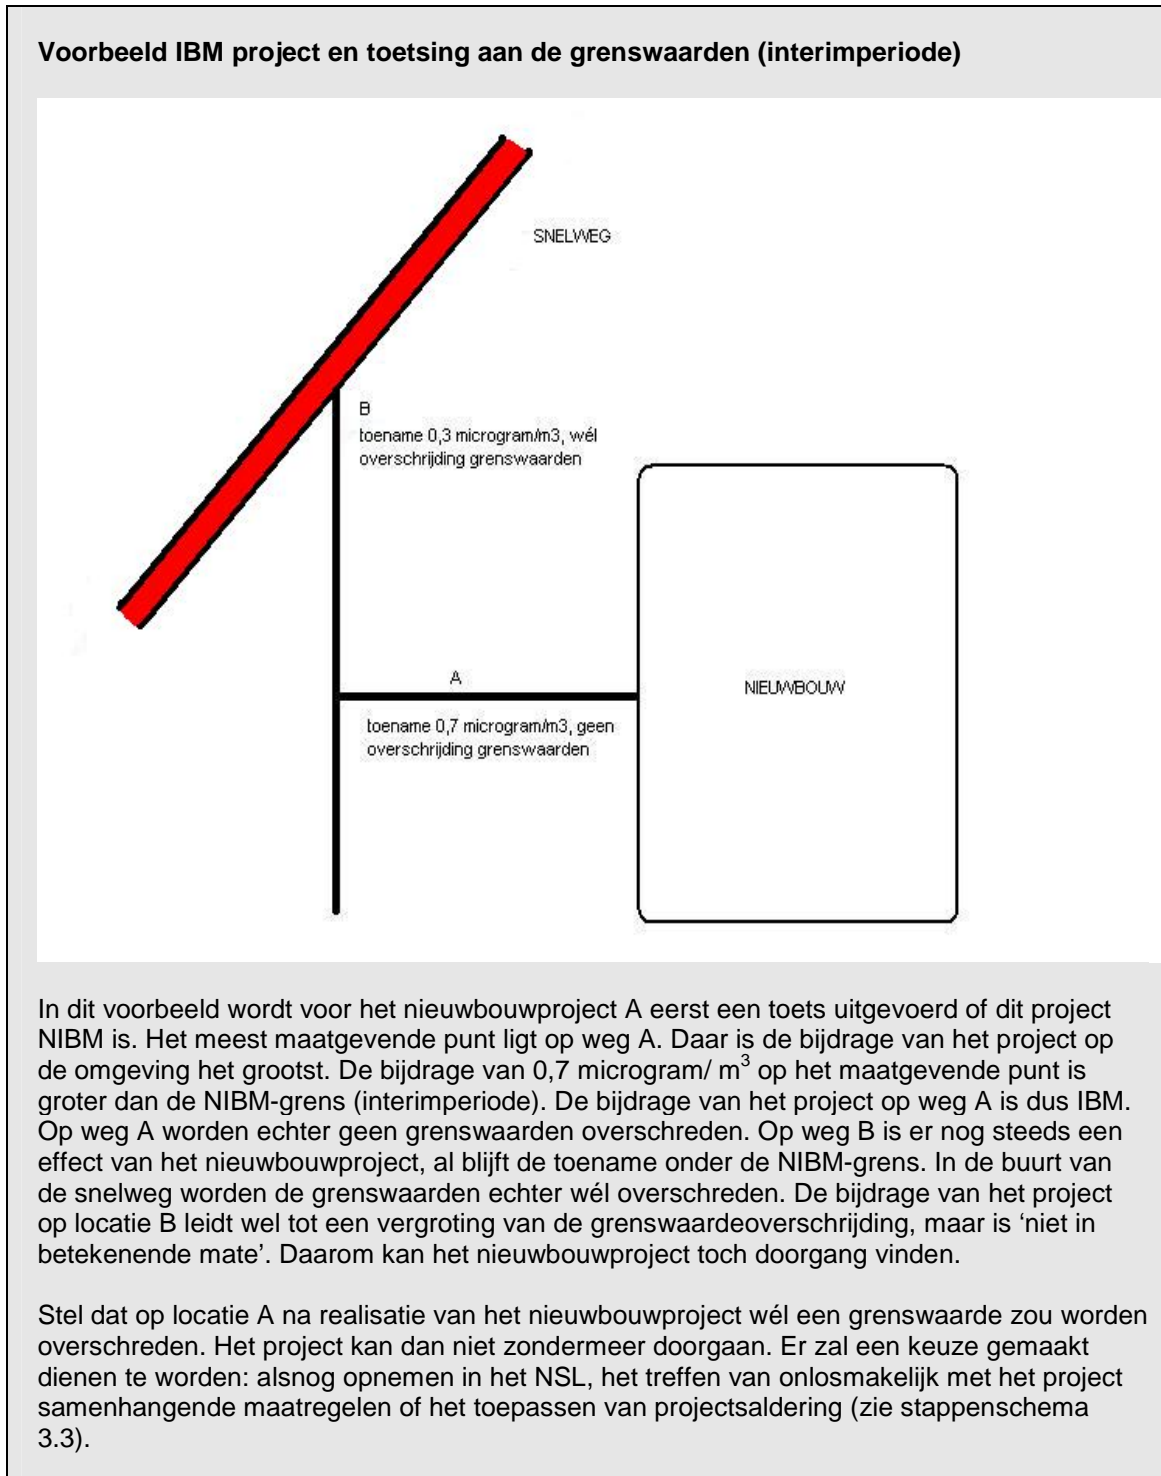 Voorbeeld IBM project en toetsing aan de grenswaarden (interimperiode)
SNELWEG
B
toename 0,3 microgram/m3, wél
overschrijding grenswaarden
A
NIEUWBOUW
toename 0,7 microgram/m3, geen
overschrijding grenswaarden
In dit voorbeeld wordt voor het nieuwbouwproject A eerst een toets uitgevoerd of dit project
NIBM is. Het meest maatgevende punt ligt op weg A. Daar is de bijdrage van het project op
de omgeving het grootst. De bijdrage van 0,7 microgram/ m³ op het maatgevende punt is
groter dan de NIBM-grens (interimperiode). De bijdrage van het project op weg A is dus IBM.
Op weg A worden echter geen grenswaarden overschreden. Op weg B is er nog steeds een
effect van het nieuwbouwproject, al blijft de toename onder de NIBM-grens. In de buurt van
de snelweg worden de grenswaarden echter wél overschreden. De bijdrage van het project
op locatie B leidt wel tot een vergroting van de grenswaardeoverschrijding, maar is ‘niet in
betekenende mate’. Daarom kan het nieuwbouwproject toch doorgang vinden.
Stel dat op locatie A na realisatie van het nieuwbouwproject wél een grenswaarde zou worden
overschreden. Het project kan dan niet zondermeer doorgaan. Er zal een keuze gemaakt
dienen te worden: alsnog opnemen in het NSL, het treffen van onlosmakelijk met het project
samenhangende maatregelen of het toepassen van projectsaldering (zie stappenschema
3.3).